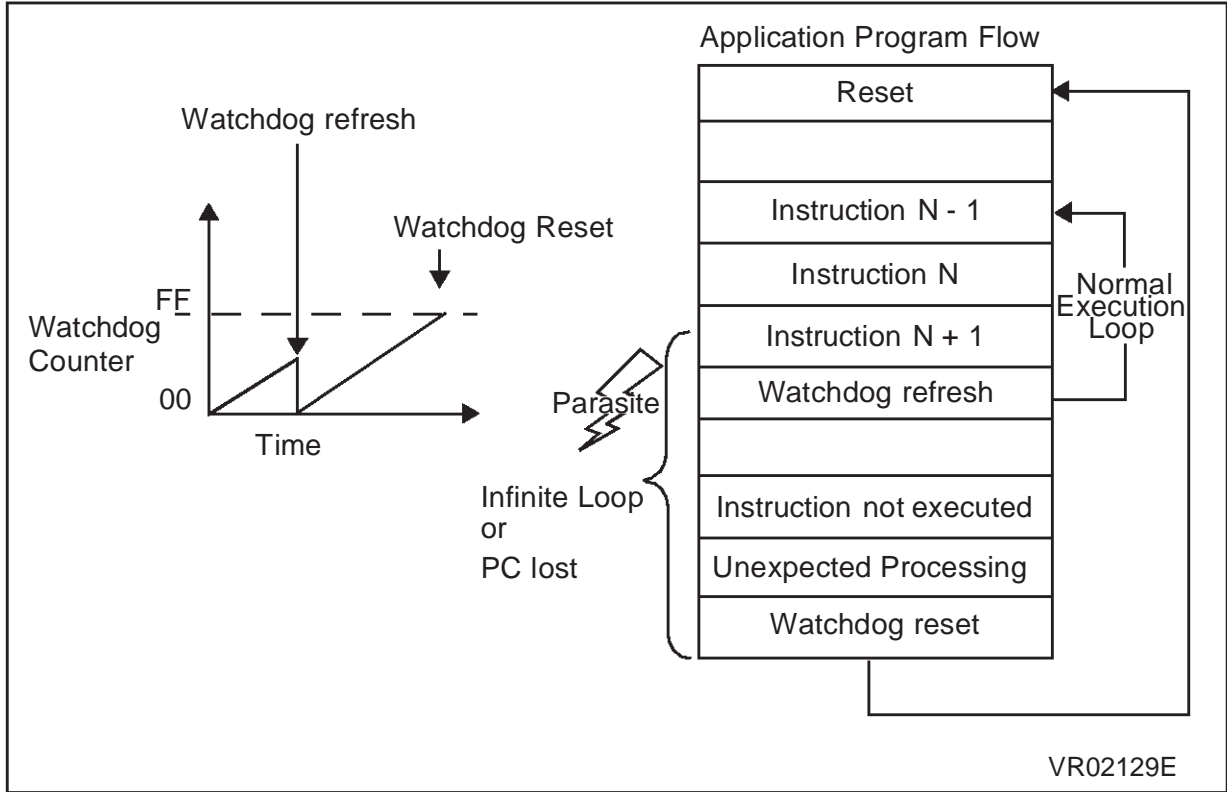 Application Program Flow
Reset
Watchdog refresh
Instruction N - 1
Watchdog Reset
Instruction N
FF
Watchdog
Counter
Normal
Execution
Loop
Instruction N + 1
00
Parasite
Watchdog refresh
Time
Infinite Loop
or
PC lost
Instruction not executed
Unexpected Processing
Watchdog reset
VR02129E